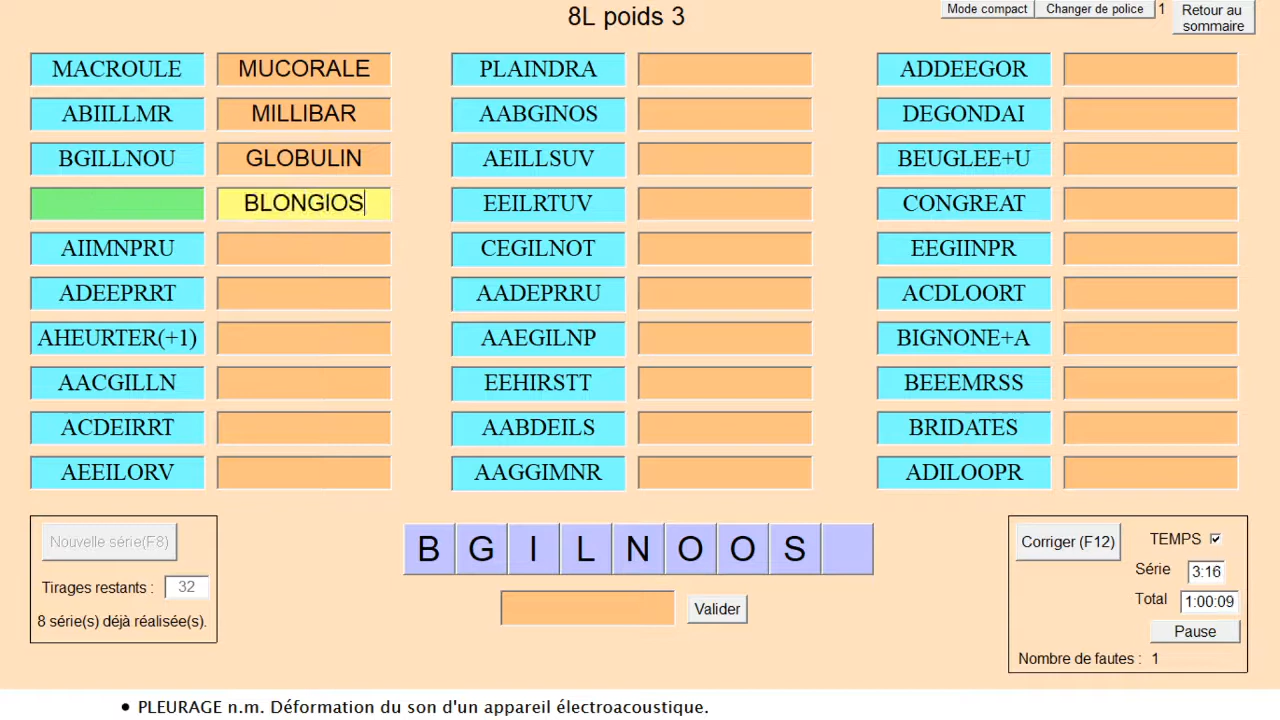 8L poids 3
Mode compact
Changer de police
1
Retour au
sommaire
MACROULE MUCORALE PLAINDRA ADDEEGOR
ABIILLMR MILLIBAR AABGINOS DEGONDAI
BGILLNOU GLOBULIN AEILLSUV BEUGLEE+U
BLONGIOS EEILRTUV CONGREAT
AIIMNPRU CEGILNOT EEGIINPR
ADEEPRRT AADEPRRU ACDLOORT
AHEURTER(+1) AAEGILNP BIGNONE+A
AACGILLN EEHIRSTT BEEEMRSS
ACDEIRRT AABDEILS BRIDATES
AEEILORV AAGGIMNR ADILOOPR
Nouvelle série(F8)
Tirages restants : 32
8 série(s) déjà réalisée(s).
B G I L N O O S
Valider
Corriger (F12)
TEMPS
Série 3:16
Total 1:00:09
Pause
Nombre de fautes : 1
• PLEURAGE n.m. Déformation du son d'un appareil électroacoustique.